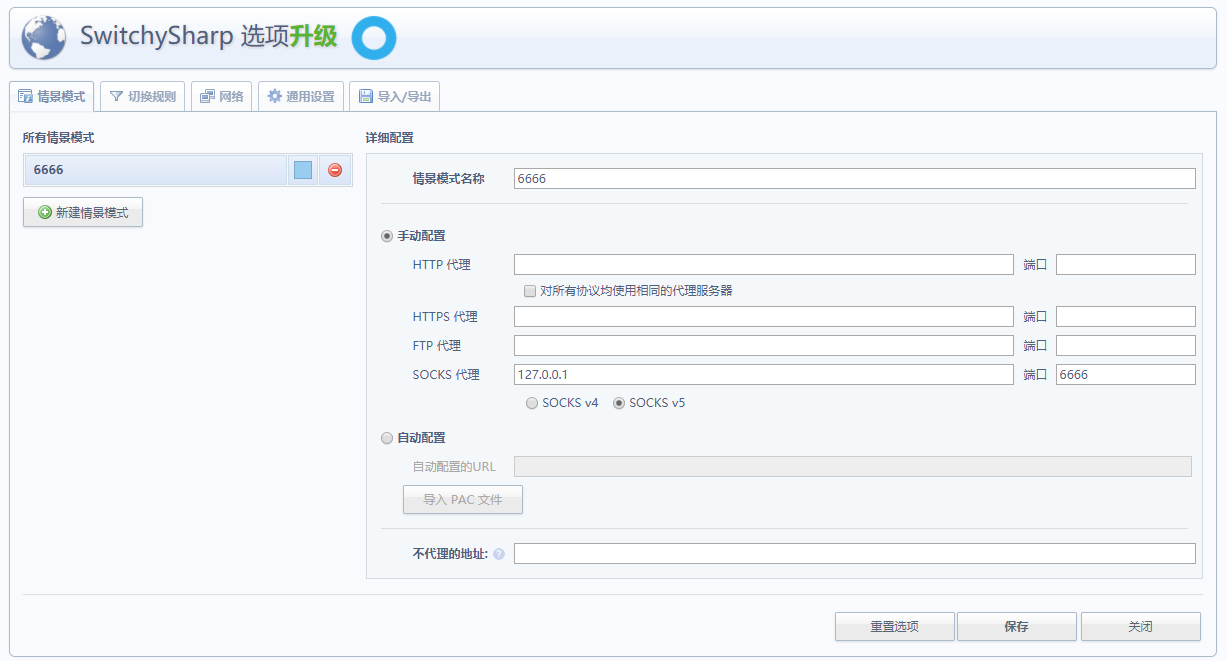 SwitchySharp 选项升级
情景模式 切换规则 网络 通用设置 导入/导出
所有情景模式 详细配置
6666
新建情景模式
情景模式名称 6666
手动配置
HTTP 代理 端口
对所有协议均使用相同的代理服务器
HTTPS 代理 端口
FTP 代理 端口
SOCKS 代理 127.0.0.1 端口 6666
SOCKS v4 SOCKS v5
自动配置
自动配置的URL
导入 PAC 文件
不代理的地址: ?
重置选项 保存 关闭